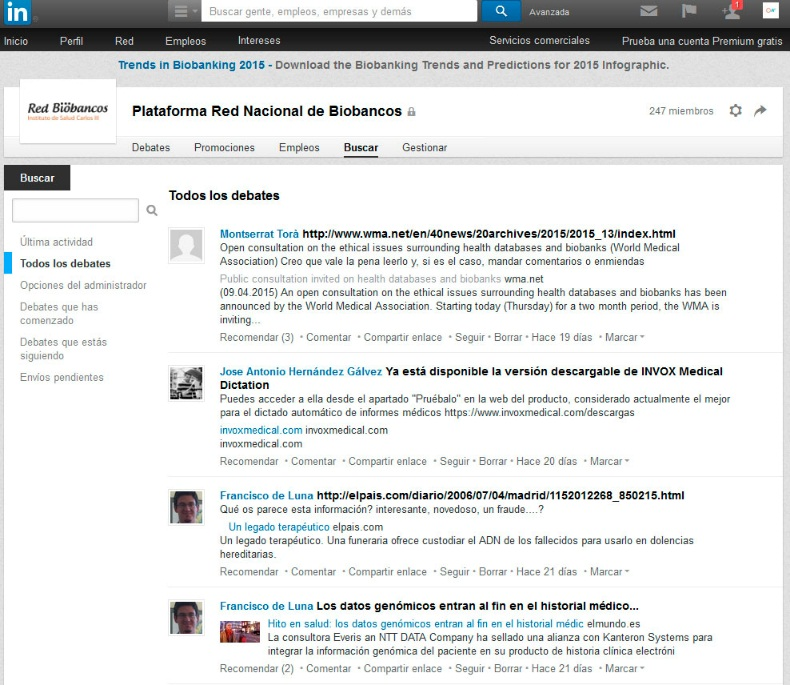 in
Buscar gente, empleos, empresas y demás
Avanzada
1
Inicio Perfil Red Empleos Intereses Servicios comerciales Prueba una cuenta Premium gratis
Trends in Biobanking 2015 - Download the Biobanking Trends and Predictions for 2015 Infographic.
Red Biobancos
Instituto de Salud Carlos III
Plataforma Red Nacional de Biobancos
247 miembros
Debates Promociones Empleos Buscar Gestionar
Buscar
Última actividad
Todos los debates
Opciones del administrador
Debates que has
comenzado
Debates que estás
siguiendo
Envíos pendientes
Todos los debates
Montserrat Torà http://www.wma.net/en/40news/20archives/2015/2015_13/index.html
Open consultation on the ethical issues surrounding health databases and biobanks (World Medical
Association) Creo que vale la pena leerlo y, si es el caso, mandar comentarios o enmiendas
Public consultation invited on health databases and biobanks wma.net
(09.04.2015) An open consultation on the ethical issues surrounding health databases and biobanks has been
announced by the World Medical Association. Starting today (Thursday) for a two month period, the WMA is
inviting...
Recomendar (3) • Comentar • Compartir enlace • Seguir • Borrar • Hace 19 días • Marcar
Jose Antonio Hernández Gálvez Ya está disponible la versión descargable de INVOX Medical
Dictation
Puedes acceder a ella desde el apartado "Pruébalo" en la web del producto, considerado actualmente el mejor
para el dictado automático de informes médicos https://www.invoxmedical.com/descargas
invoxmedical.com invoxmedical.com
invoxmedical.com
Recomendar • Comentar • Compartir enlace • Seguir • Borrar • Hace 20 días • Marcar
Francisco de Luna http://elpais.com/diario/2006/07/04/madrid/1152012268_850215.html
Qué os parece esta información? interesante, novedoso, un fraude....?
Un legado terapéutico elpais.com
Un legado terapéutico. Una funeraria ofrece custodiar el ADN de los fallecidos para usarlo en dolencias
hereditarias.
Recomendar • Comentar • Compartir enlace • Seguir • Borrar • Hace 21 días • Marcar
Francisco de Luna Los datos genómicos entran al fin en el historial médico...
Hito en salud: los datos genómicos entran al fin en el historial médic elmundo.es
La consultora Everis an NTT DATA Company ha sellado una alianza con Kanteron Systems para
integrar la información genómica del paciente en su producto de historia clínica electróni
Recomendar (2) • Comentar • Compartir enlace • Seguir • Borrar • Hace 21 días • Marcar